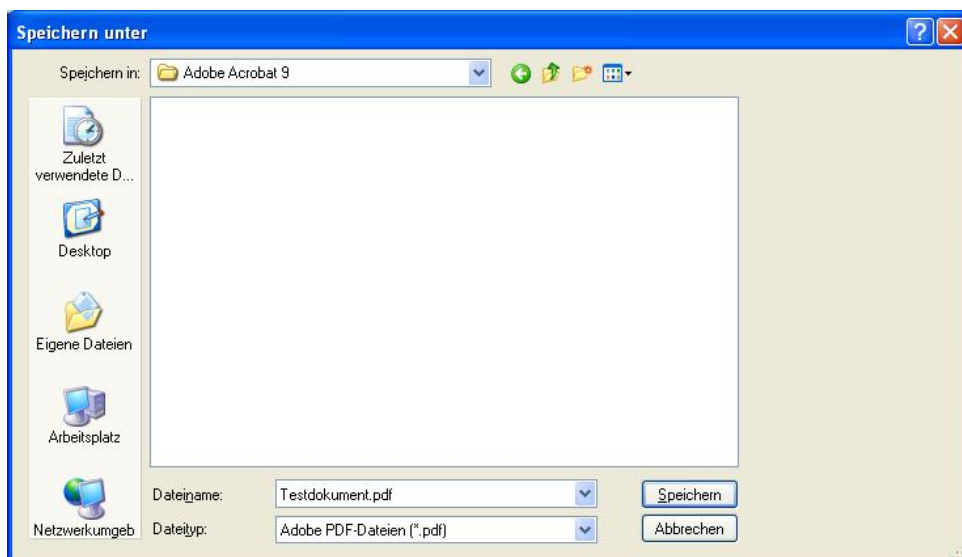 Speichern unter
Speichern in:
Adobe Acrobat 9
Zuletzt
verwendete D...
Desktop
Eigene Dateien
Arbeitsplatz
Netzwerkumgeb
Dateiname:
Testdokument.pdf
Speichern
Dateityp:
Adobe PDF-Dateien (*.pdf)
Abbrechen